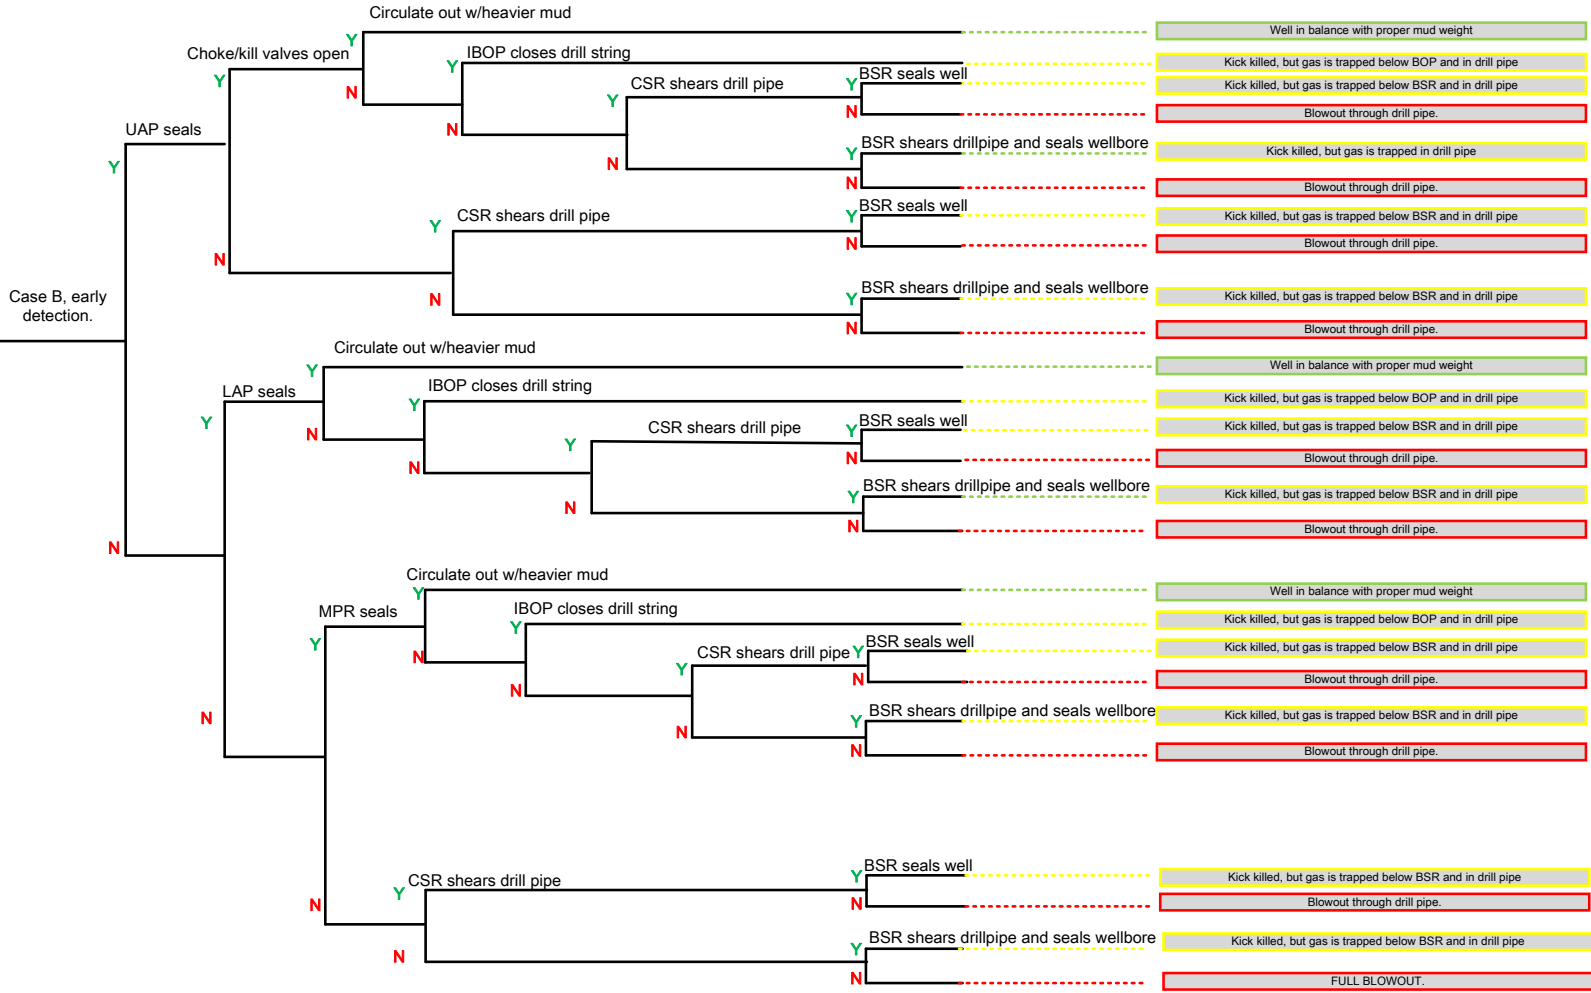 Circulate out w/heavier mud
Y
Well in balance with proper mud weight
Choke/kill valves open
IBOP closes drill string
Y
Kick killed, but gas is trapped below BOP and in drill pipe
Y
N
CSR shears drill pipe
Y
BSR seals well
Y
Kick killed, but gas is trapped below BSR and in drill pipe
N
Blowout through drill pipe.
UAP seals
Y
N
BSR shears drillpipe and seals wellbore
Y
Kick killed, but gas is trapped in drill pipe
N
N
Blowout through drill pipe.
CSR shears drill pipe
Y
BSR seals well
Y
Kick killed, but gas is trapped below BSR and in drill pipe
N
Blowout through drill pipe.
N
BSR shears drillpipe and seals wellbore
N
Y
Kick killed, but gas is trapped below BSR and in drill pipe
N
Blowout through drill pipe.
Case B, early
detection.
Circulate out w/heavier mud
Y
Well in balance with proper mud weight
LAP seals
Y
IBOP closes drill string
Y
Kick killed, but gas is trapped below BOP and in drill pipe
N
CSR shears drill pipe
Y
BSR seals well
Y
Kick killed, but gas is trapped below BSR and in drill pipe
N
N
Blowout through drill pipe.
BSR shears drillpipe and seals wellbore
N
Y
Kick killed, but gas is trapped below BSR and in drill pipe
N
Blowout through drill pipe.
N
Circulate out w/heavier mud
Y
Well in balance with proper mud weight
MPR seals
Y
IBOP closes drill string
Y
Kick killed, but gas is trapped below BOP and in drill pipe
N
CSR shears drill pipe
Y
BSR seals well
Y
Kick killed, but gas is trapped below BSR and in drill pipe
N
N
Blowout through drill pipe.
BSR shears drillpipe and seals wellbore
N
Y
Kick killed, but gas is trapped below BSR and in drill pipe
N
N
Blowout through drill pipe.
CSR shears drill pipe
Y
BSR seals well
Y
Kick killed, but gas is trapped below BSR and in drill pipe
N
N
Blowout through drill pipe.
BSR shears drillpipe and seals wellbore
N
Y
Kick killed, but gas is trapped below BSR and in drill pipe
N
FULL BLOWOUT.